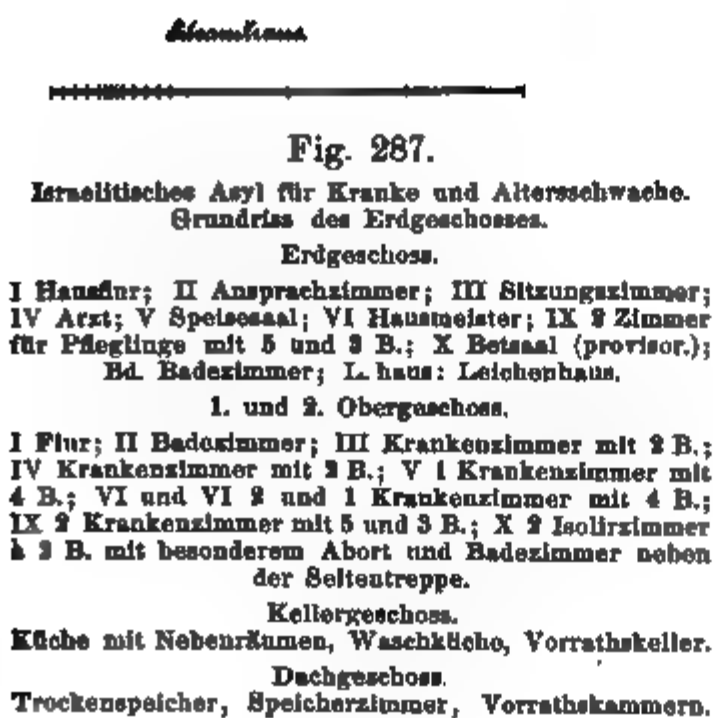 Fig. 287.
Israelitisches Asyl für Kranke und Altersschwache.
Grundriss des Erdgeschosses.
Erdgeschoss.
I Hausflur; II Ansprachzimmer; III Sitzungszimmer;
IV Arzt; V Speisesaal; VI Hausmeister; IX 2 Zimmer
für Pfleglinge mit 5 und 3 B.; X Betsaal (provisor.);
Bd. Badezimmer; L. haus: Leichenhaus.
1. und 2. Obergeschoss.
I Flur; II Badezimmer; III Krankenzimmer mit 2 B.;
IV Krankenzimmer mit B.; V 1 Krankenzimmer mit
4 B.; VI und VI 2 und 1 Krankenzimmer mit 4 B.;
IX 2 Krankenzimmer mit 5 und 3 B.; X 2 Isolirzimmer
à B. mit besonderem Abort und Badezimmer neben
der Seitentreppe.
Kellergeschoss.
Küche mit Nebenräumen, Waschküche, Vorrathskeller.
Dachgeschoss.
Trockenspeicher, Speicherzimmer, Vorrathskammern.